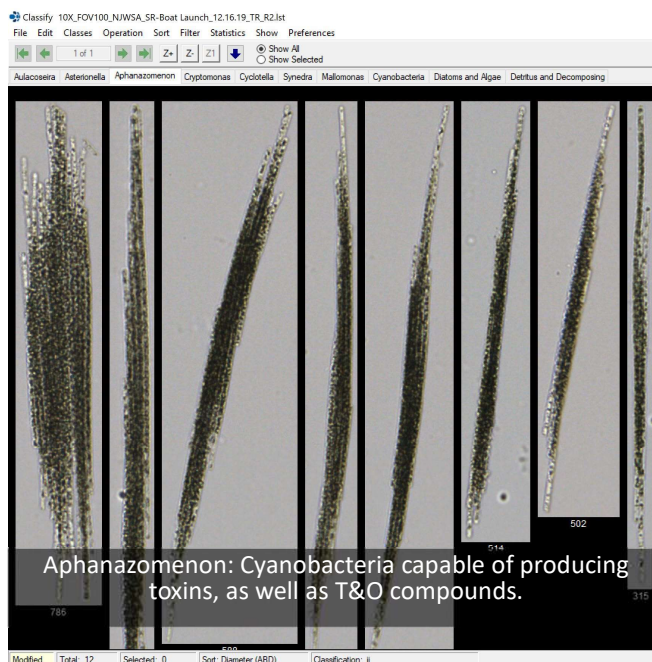 Classify 10X_FOV100_NJWSA_SR-Boat Launch_12.16.19_TR_R2.lst
File Edit Classes Operation Sort Filter Statistics Show Preferences
1 of 1 Z+ Z- Z1 Show All
Show Selected
Aulacoseira Asterionella Aphanazomenon Cryptomonas Cyclotella Synedra Mallomonas Cyanobacteria Diatoms and Algae Detritus and Decomposing
502
514
Aphanazomenon: Cyanobacteria capable of producing
toxins, as well as T&O compounds.
786 315
Modified Total: 12 Selected: 0 Sort: Diameter (ABD) Classification: jj